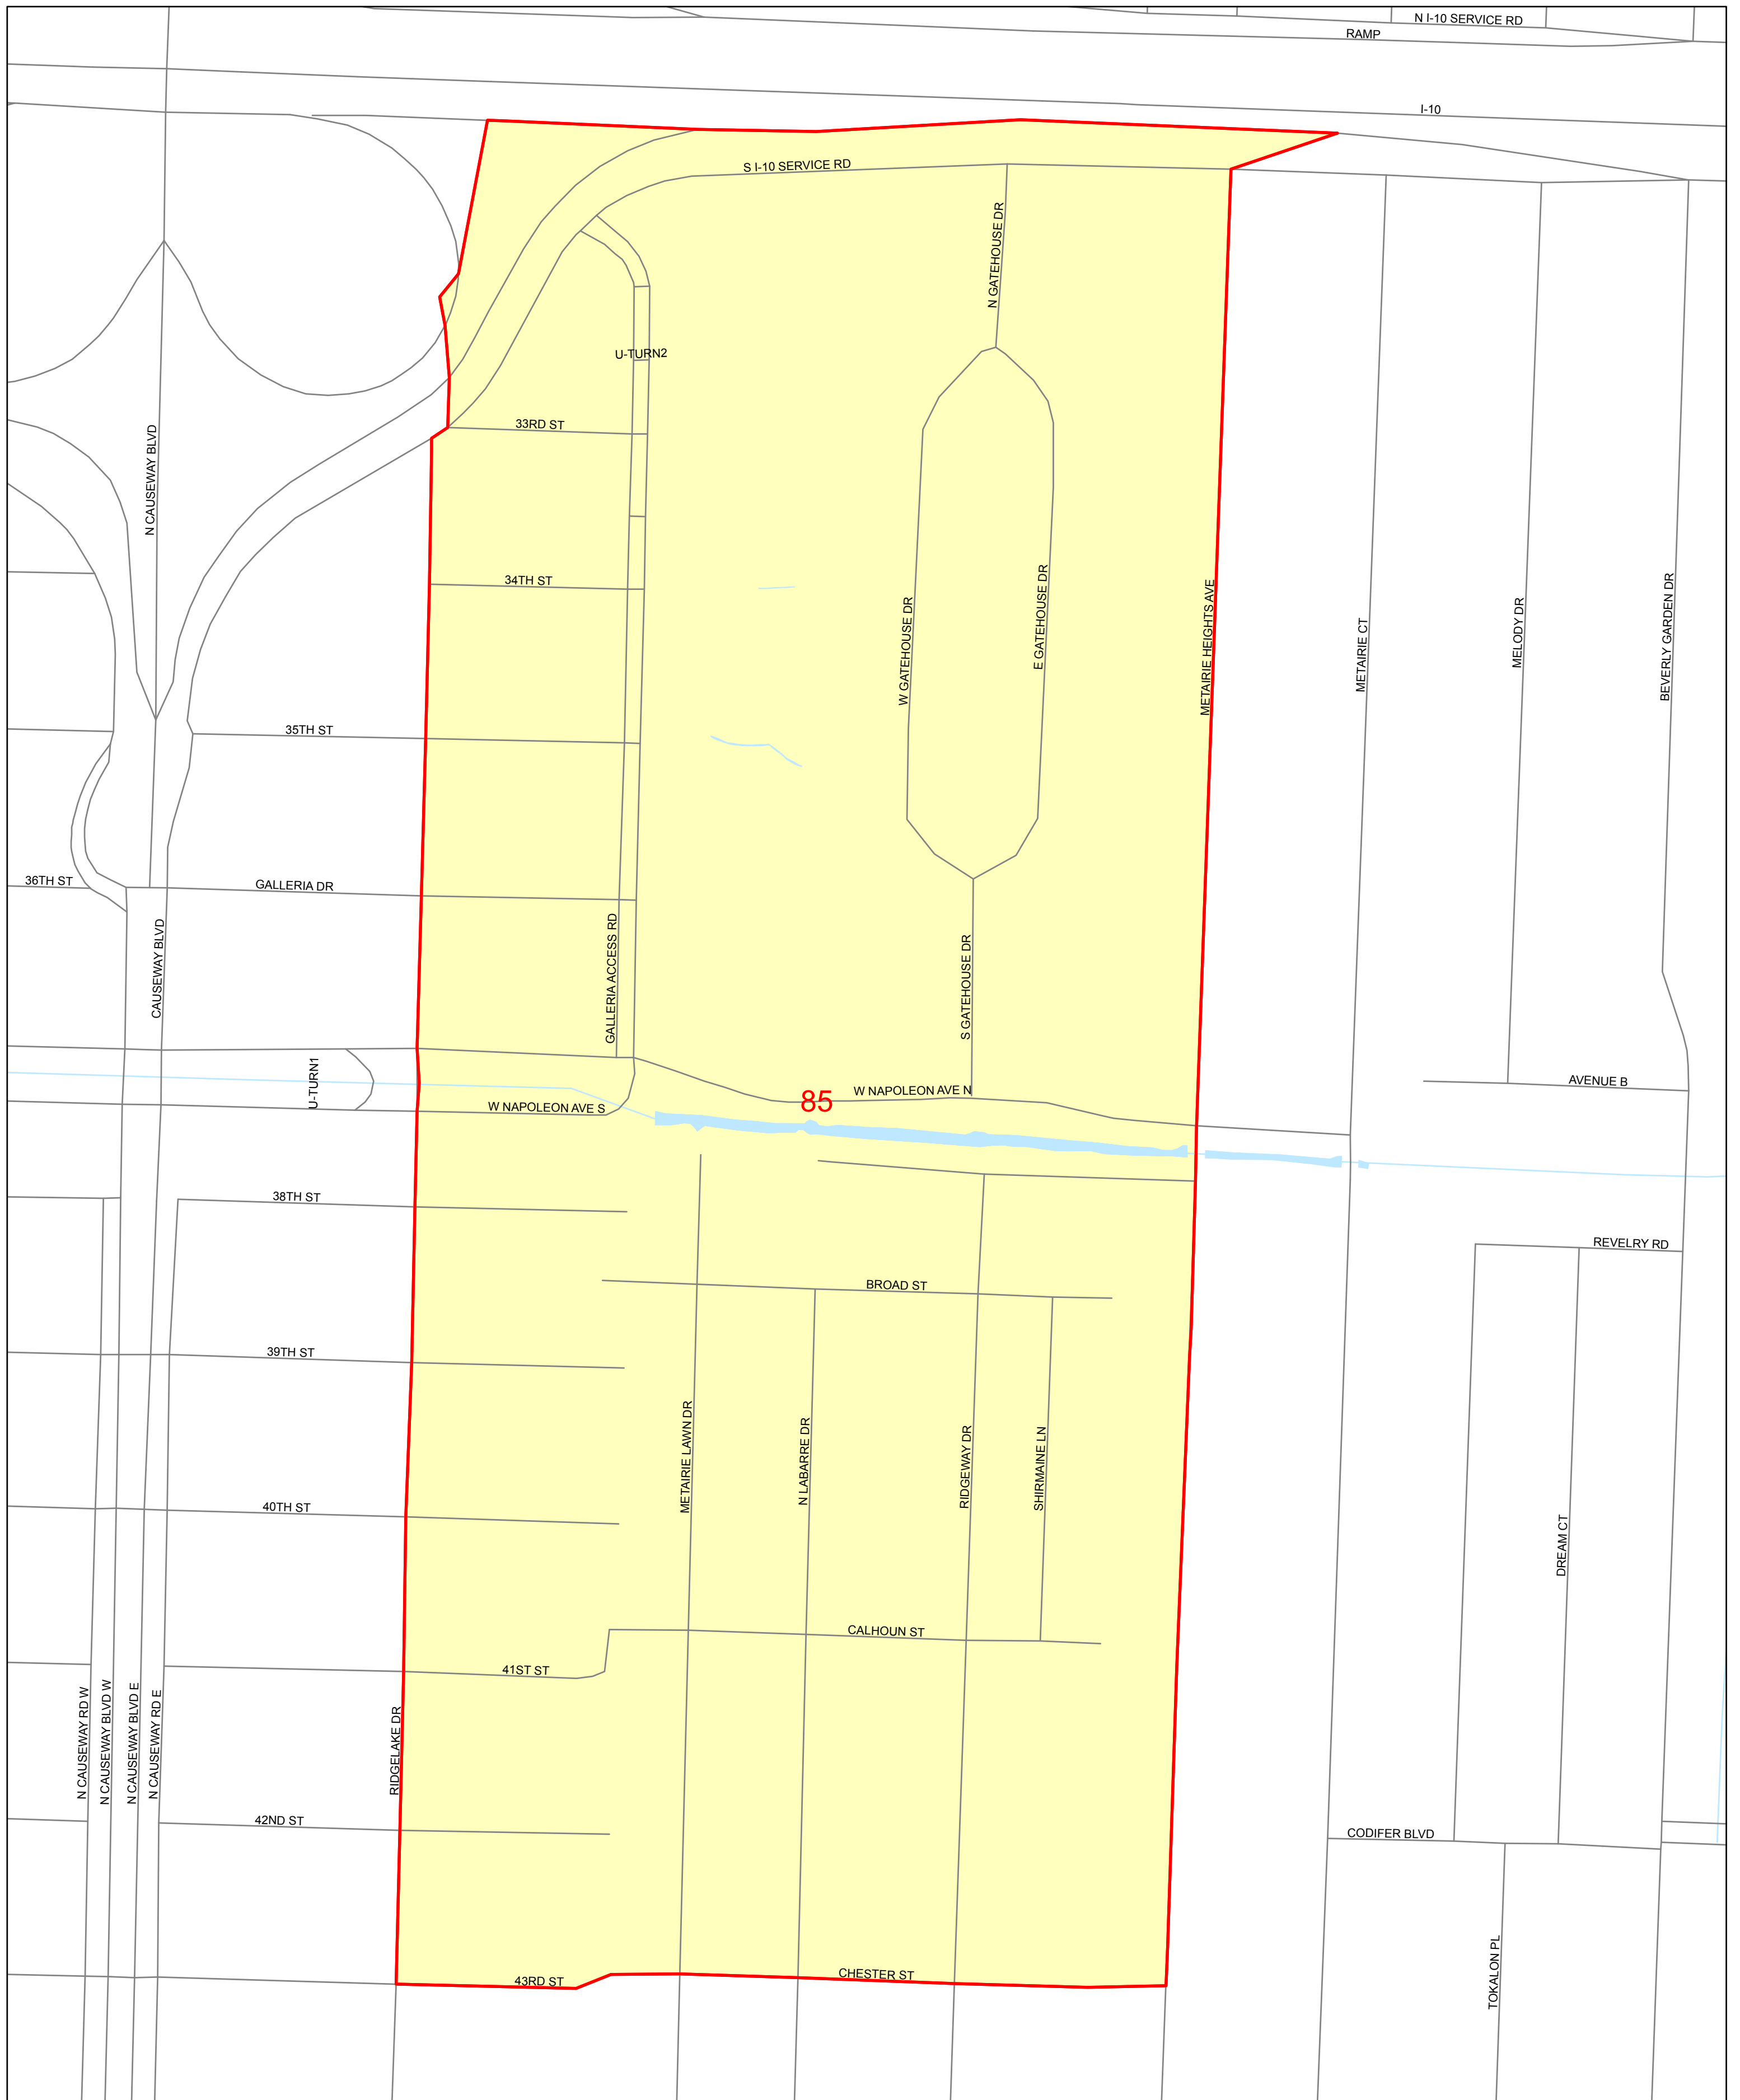 N I-10 SERVICE RD
RAMP
I-10
S I-10 SERVICE RD
N GATEHOUSE DR
U-TURN2
33RD ST
N CAUSEWAY BLVD
34TH ST
W GATEHOUSE DR
E GATEHOUSE DR
METAIRIE HEIGHTS AVE
METAIRIE CT
MELODY DR
BEVERLY GARDEN DR
35TH ST
36TH ST
GALLERIA DR
CAUSEWAY BLVD
GALLERIA ACCESS RD
S GATEHOUSE DR
U-TURN1
W NAPOLEON AVE S
85
W NAPOLEON AVE N
AVENUE B
38TH ST
REVELRY RD
BROAD ST
39TH ST
METAIRIE LAWN DR
N LABARRE DR
RIDGEWAY DR
SHIRMAINE LN
40TH ST
DREAM CT
CALHOUN ST
41ST ST
N CAUSEWAY RD W
N CAUSEWAY BLVD W
N CAUSEWAY BLVD E
N CAUSEWAY RD E
RIDGELAKE DR
42ND ST
CODIFER BLVD
TOKALON PL
43RD ST
CHESTER ST